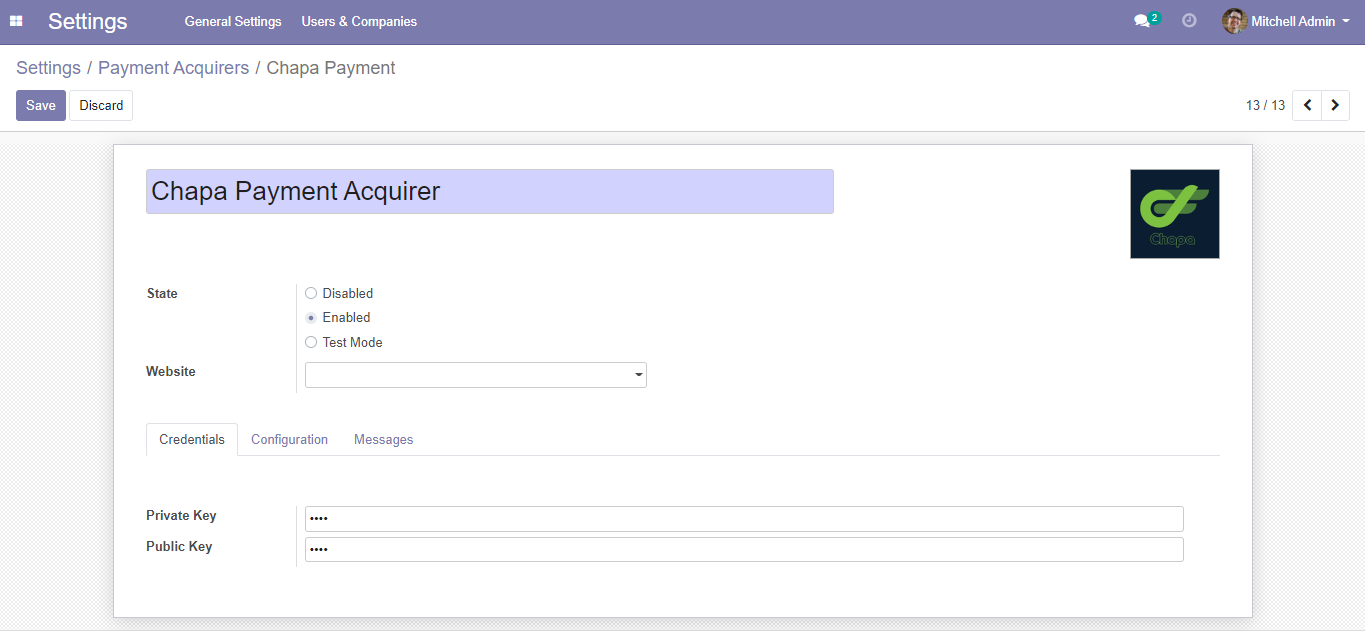 Settings General Settings Users & Companies 2 Mitchell Admin
Settings / Payment Acquirers / Chapa Payment
Save Discard 13 / 13
Chapa Payment Acquirer
Chapa
State Disabled
Enabled
Test Mode
Website
Credentials Configuration Messages
Private Key ••••
Public Key ••••